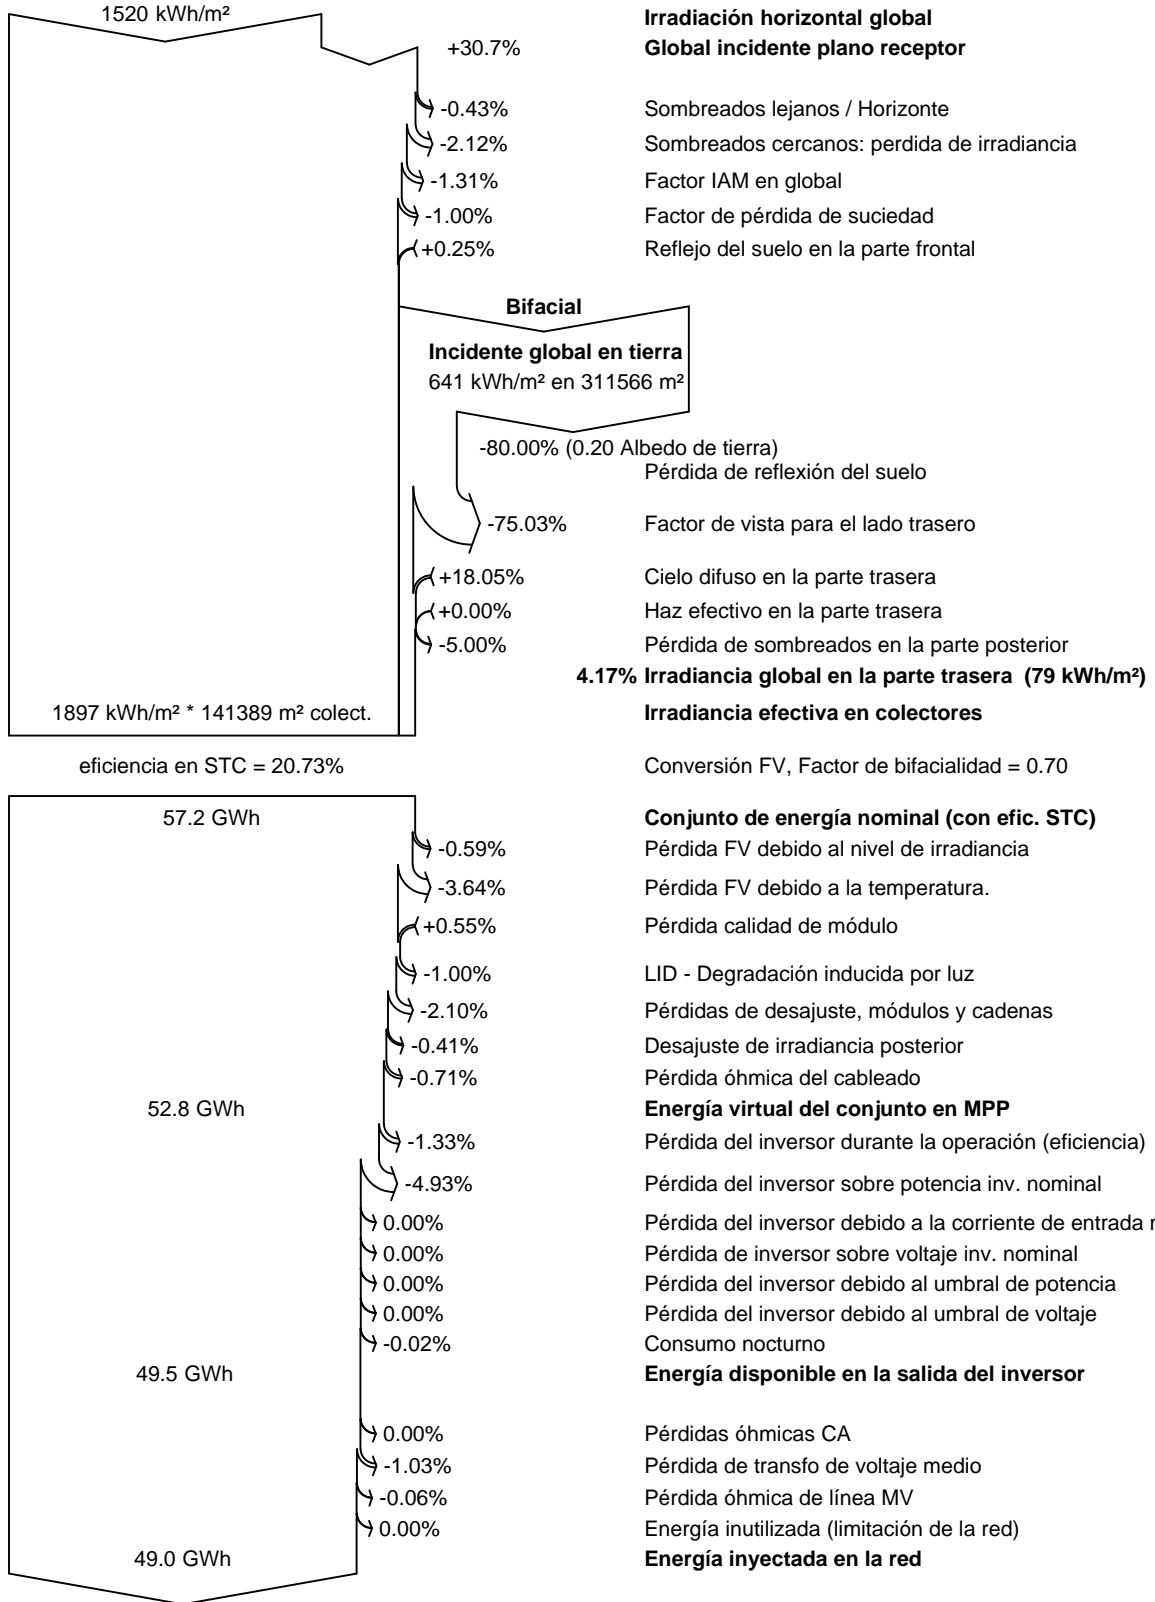 1520 kWh/m² Irradiación horizontal global
+30.7% Global incidente plano receptor
-0.43% Sombreados lejanos / Horizonte
-2.12% Sombreados cercanos: perdida de irradiancia
-1.31% Factor IAM en global
-1.00% Factor de pérdida de suciedad
+0.25% Reflejo del suelo en la parte frontal
Bifacial
Incidente global en tierra
641 kWh/m² en 311566 m²
-80.00% (0.20 Albedo de tierra)
Pérdida de reflexión del suelo
-75.03% Factor de vista para el lado trasero
+18.05% Cielo difuso en la parte trasera
+0.00% Haz efectivo en la parte trasera
-5.00% Pérdida de sombreados en la parte posterior
4.17% Irradiancia global en la parte trasera (79 kWh/m²)
1897 kWh/m² * 141389 m² colect. Irradiancia efectiva en colectores
eficiencia en STC = 20.73% Conversión FV, Factor de bifacialidad = 0.70
57.2 GWh Conjunto de energía nominal (con efic. STC)
-0.59% Pérdida FV debido al nivel de irradiancia
-3.64% Pérdida FV debido a la temperatura.
+0.55% Pérdida calidad de módulo
-1.00% LID - Degradación inducida por luz
-2.10% Pérdidas de desajuste, módulos y cadenas
-0.41% Desajuste de irradiancia posterior
-0.71% Pérdida óhmica del cableado
52.8 GWh Energía virtual del conjunto en MPP
-1.33% Pérdida del inversor durante la operación (eficiencia)
-4.93% Pérdida del inversor sobre potencia inv. nominal
0.00% Pérdida del inversor debido a la corriente de entrada
0.00% Pérdida de inversor sobre voltaje inv. nominal
0.00% Pérdida del inversor debido al umbral de potencia
0.00% Pérdida del inversor debido al umbral de voltaje
-0.02% Consumo nocturno
49.5 GWh Energía disponible en la salida del inversor
0.00% Pérdidas óhmicas CA
-1.03% Pérdida de transfo de voltaje medio
-0.06% Pérdida óhmica de línea MV
0.00% Energía inutilizada (limitación de la red)
49.0 GWh Energía inyectada en la red